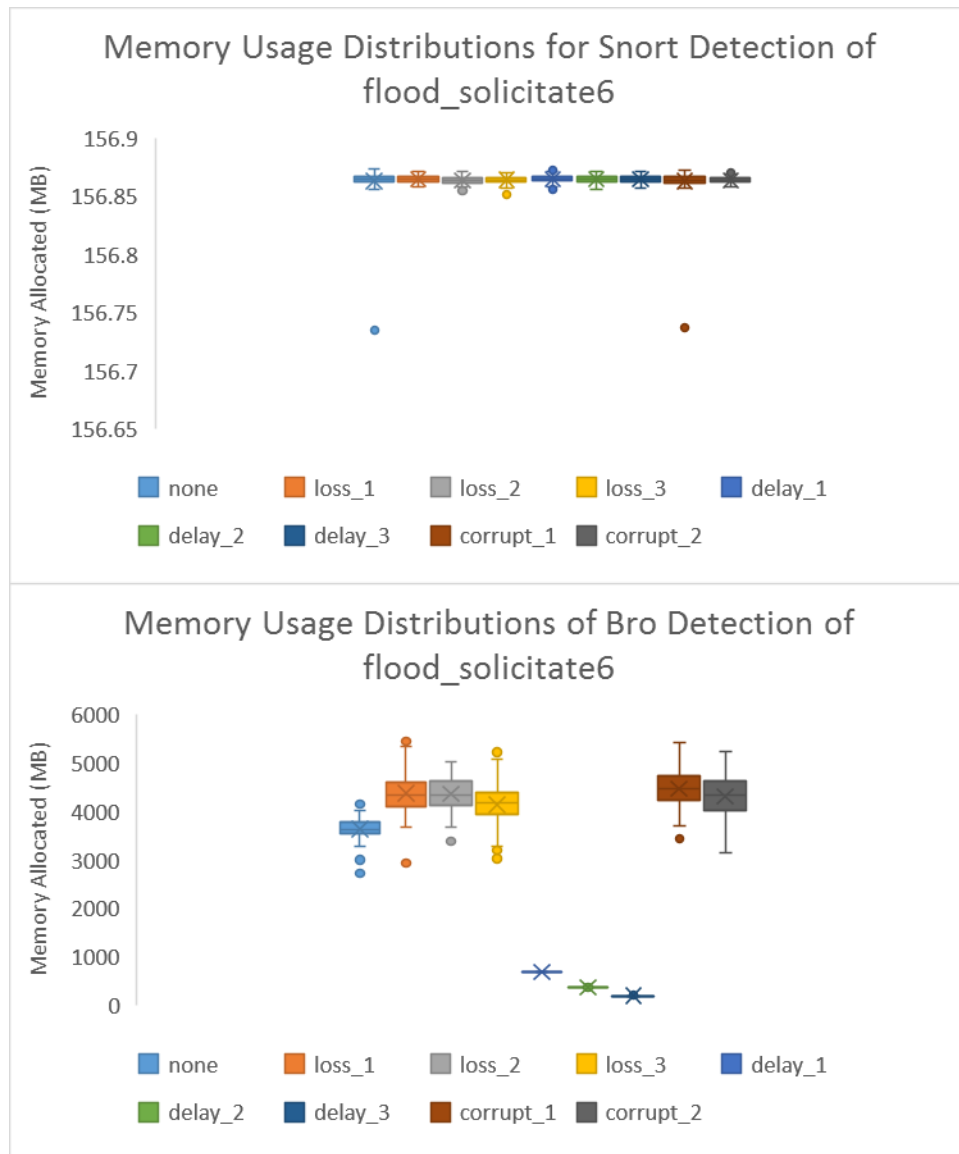 Memory Usage Distributions for Snort Detection of
flood_solicitate6
Memory Allocated (MB)
156.9
156.85
156.8
156.75
156.7
156.65
none loss_1 loss_2 loss_3 delay_1
delay_2 delay_3 corrupt_1 corrupt_2
Memory Usage Distributions of Bro Detection of
flood_solicitate6
Memory Allocated (MB)
6000
5000
4000
3000
2000
1000
0
none loss_1 loss_2 loss_3 delay_1
delay_2 delay_3 corrupt_1 corrupt_2